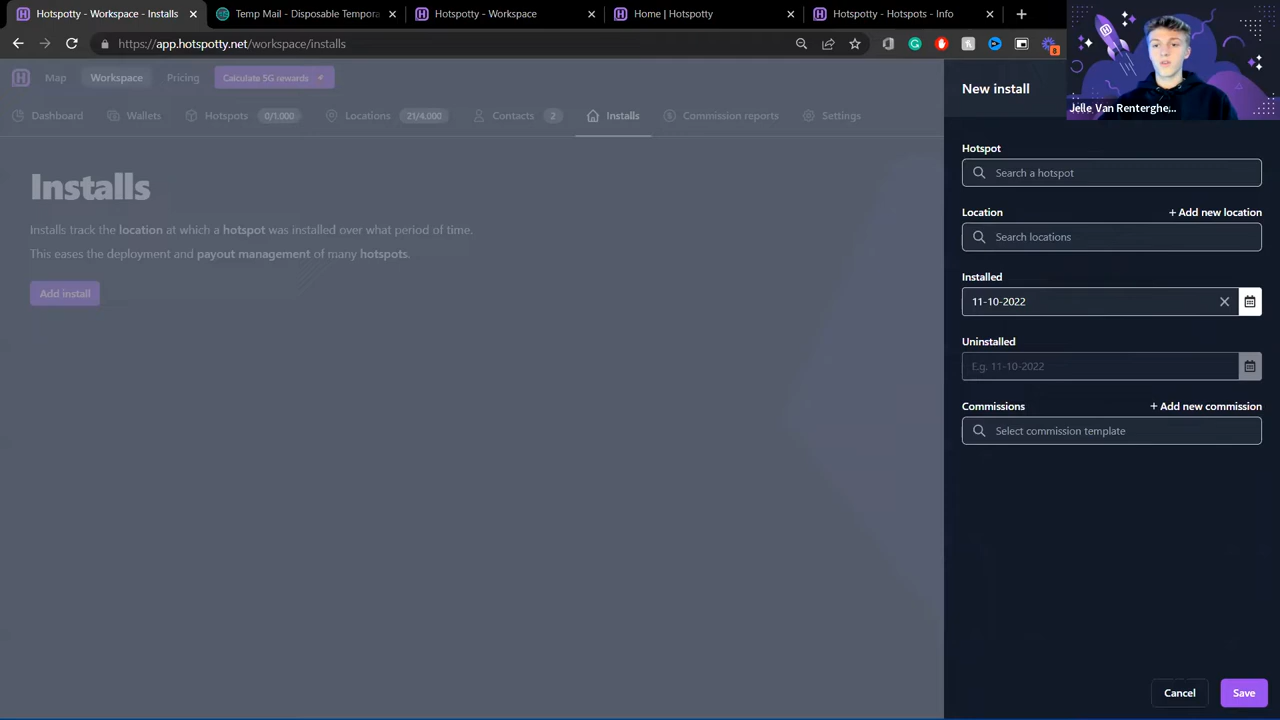 Hotspotty - Workspace - Installs
Temp Mail - Disposable Tempora
Hotspotty - Workspace
Home | Hotspotty
Hotspotty - Hotspots - Info
https://app.hotspotty.net/workspace/installs
8
Map
Workspace
Pricing
Calculate 5G rewards
Dashboard
Wallets
Hotspots 0/1.000
Locations 21/4.000
Contacts 2
Installs
Commission reports
Settings
Installs
Installs track the location at which a hotspot was installed over what period of time.
This eases the deployment and payout management of many hotspots.
Add install
Jelle Van Renterghe...
New install
Hotspot
Search a hotspot
Location
+ Add new location
Search locations
Installed
11-10-2022
Uninstalled
E.g. 11-10-2022
Commissions
+ Add new commission
Select commission template
Cancel
Save